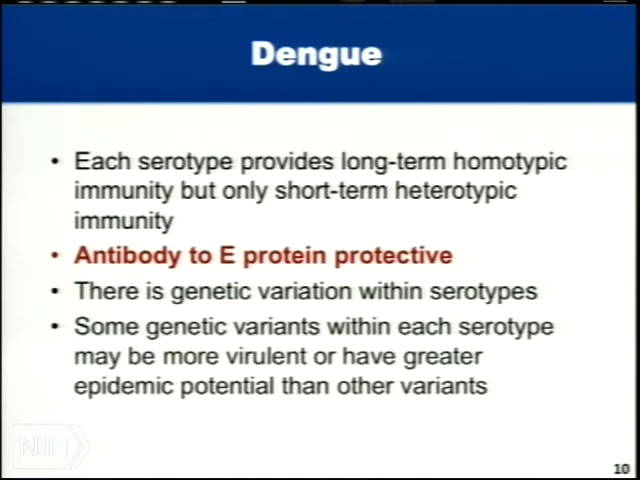 Dengue
• Each serotype provides long-term homotypic
immunity but only short-term heterotypic
immunity
• Antibody to E protein protective
• There is genetic variation within serotypes
• Some genetic variants within each serotype
may be more virulent or have greater
epidemic potential than other variants
NIH
10